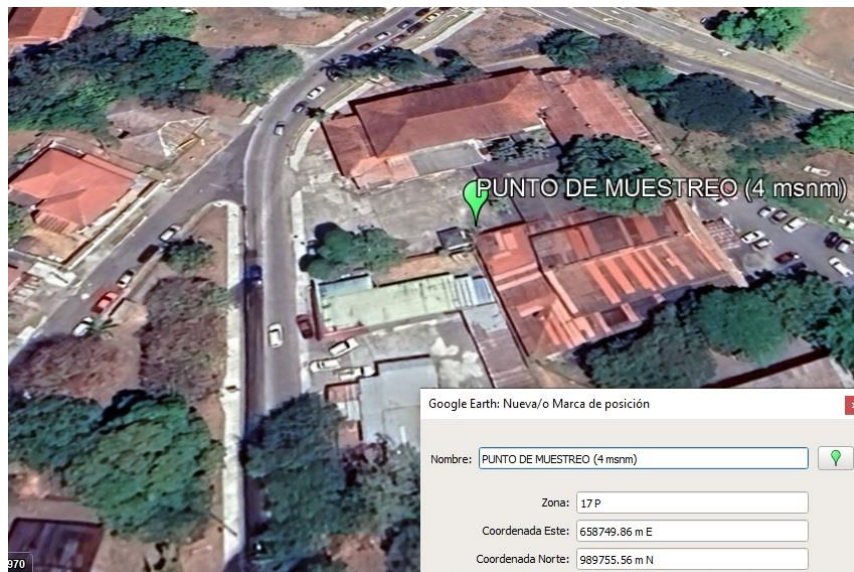 PUNTO DE MUESTREO (4 msnm)
Google Earth: Nueva/o Marca de posición
Nombre: PUNTO DE MUESTREO (4 msnm)
Zona: 17 P
Coordenada Este: 658749.86 m E
Coordenada Norte: 989755.56 m N
970